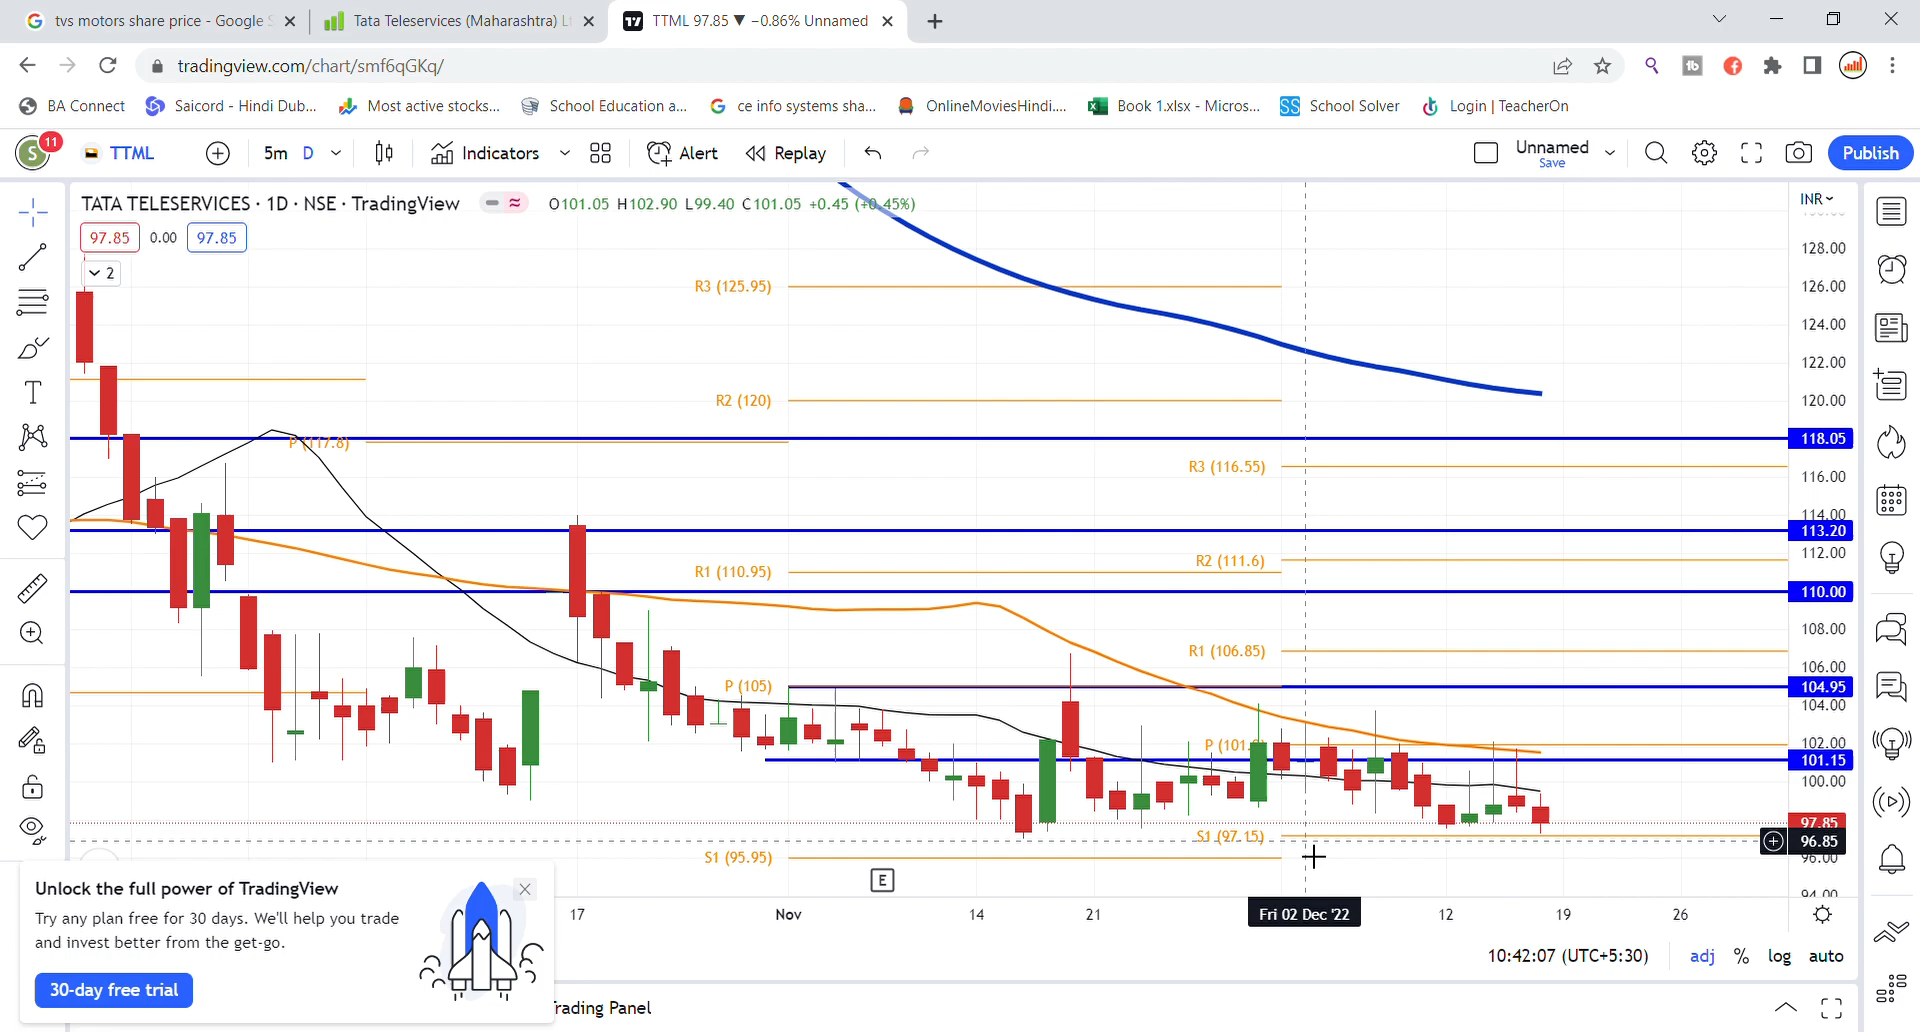 tvs motors share price - Google S
Tata Teleservices (Maharashtra) Lt
TTML 97.85 ▼ −0.86% Unnamed
tradingview.com/chart/smf6qGKq/
BA Connect
Saicord - Hindi Dub...
Most active stocks...
School Education a...
ce info systems sha...
OnlineMoviesHindi....
Book 1.xlsx - Micros...
SS School Solver
Login | TeacherOn
S 11
TTML
5m D
Indicators
Alert
Replay
Unnamed
Save
Publish
TATA TELESERVICES · 1D · NSE · TradingView
O101.05 H102.90 L99.40 C101.05 +0.45 (+0.45%)
INR
97.85 0.00 97.85
2
128.00
R3 (125.95)
126.00
124.00
122.00
R2 (120)
120.00
P (117.8)
118.05
R3 (116.55)
116.00
114.00
113.20
112.00
R2 (111.6)
R1 (110.95)
110.00
108.00
R1 (106.85)
106.00
P (105)
104.95
104.00
102.00
101.15
100.00
97.85
S1 (97.15)
96.85
96.00
S1 (95.95)
94.00
E
17
Nov
14
21
Fri 02 Dec '22
12
19
26
Unlock the full power of TradingView
Try any plan free for 30 days. We'll help you trade
and invest better from the get-go.
30-day free trial
10:42:07 (UTC+5:30)
adj % log auto
Trading Panel